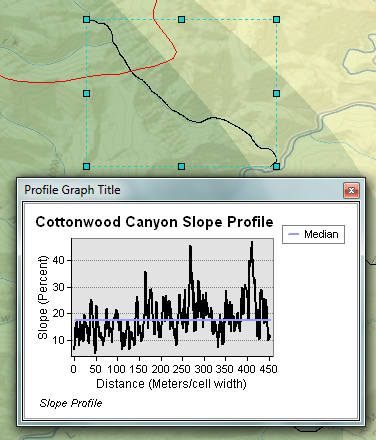 Profile Graph Title
Cottonwood Canyon Slope Profile
Median
Slope (Percent)
40
30
20
10
0 50 100 150 200 250 300 350 400 450
Distance (Meters/cell width)
Slope Profile